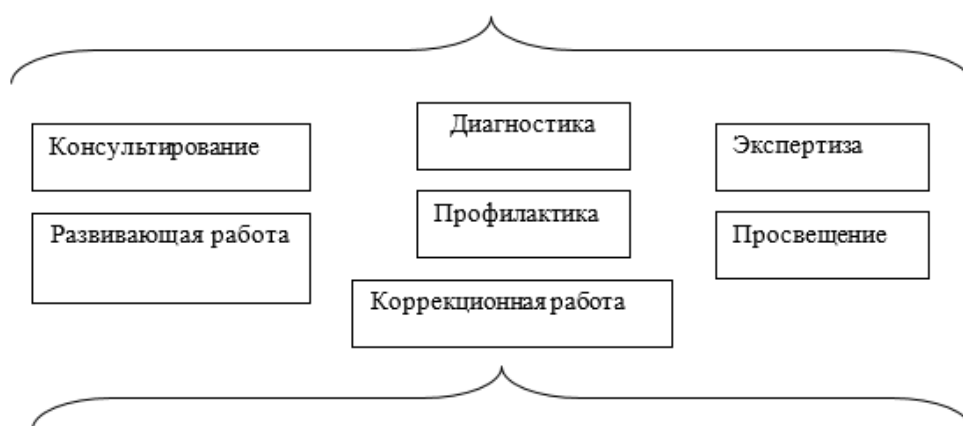 Консультирование
Диагностика
Экспертиза
Развивающая работа
Профилактика
Просвещение
Коррекционная работа